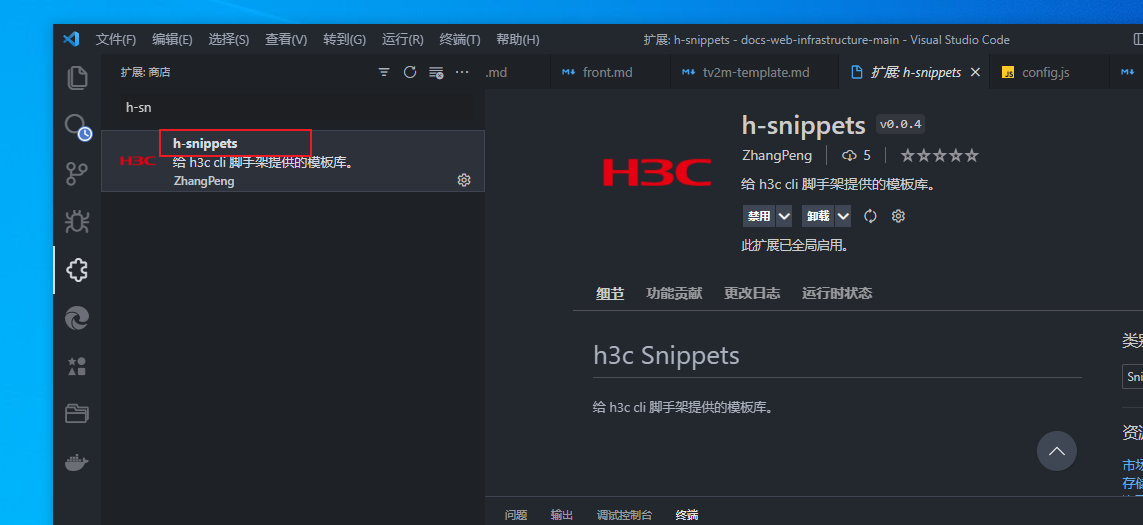 文件(F) 编辑(E) 选择(S) 查看(V) 转到(G) 运行(R) 终端(T) 帮助(H) 扩展: h-snippets - docs-web-infrastructure-main - Visual Studio Code
扩展: 商店
.md front.md tv2m-template.md 扩展: h-snippets config.js
h-sn
h-snippets
H3C 给 h3c cli 脚手架提供的模板库。
ZhangPeng
H3C
h-snippets v0.0.4
ZhangPeng 5
给 h3c cli 脚手架提供的模板库。
禁用 卸载
此扩展已全局启用。
细节 功能贡献 更改日志 运行时状态
h3c Snippets
给 h3c cli 脚手架提供的模板库。
类别
Sni
资源
市场
存储
问题 输出 调试控制台 终端